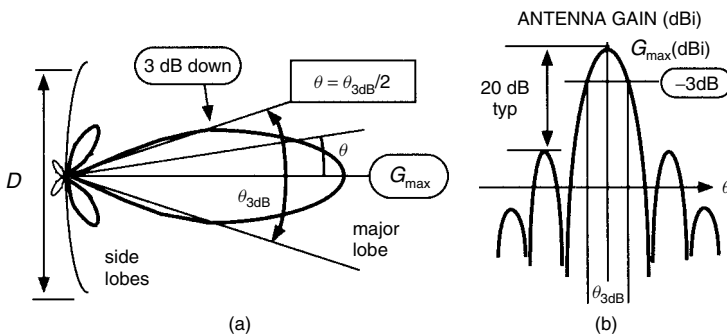 3 dB down
θ = θ3dB/2
θ
D
Gmax
θ3dB
major
lobe
side
lobes
(a)
ANTENNA GAIN (dBi)
Gmax(dBi)
–3dB
20 dB
typ
θ
θ3dB
(b)